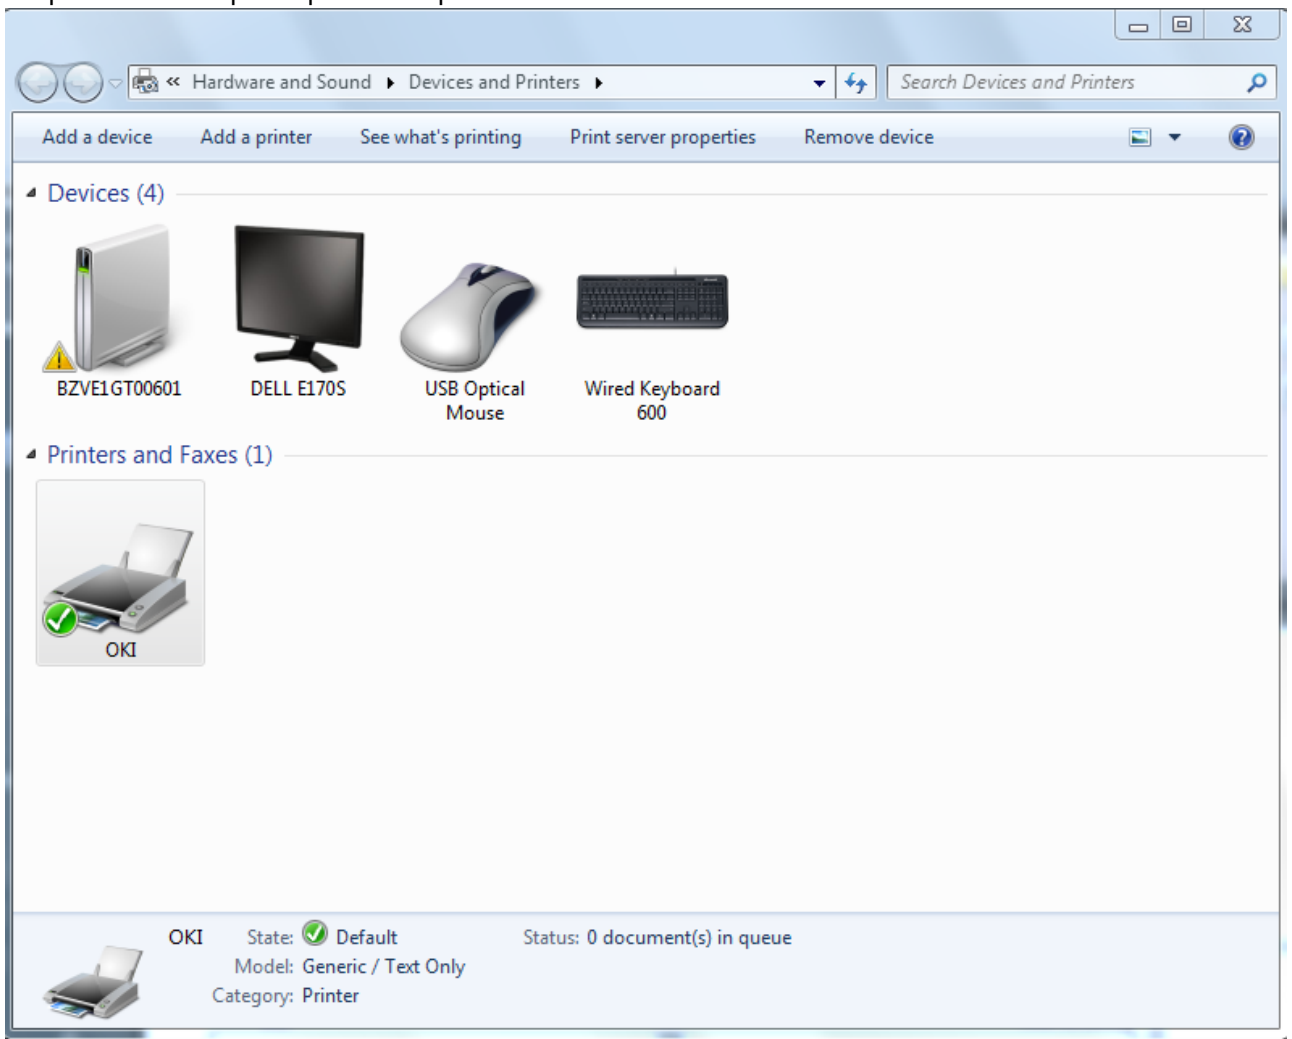 « Hardware and Sound ▸ Devices and Printers ▸
Search Devices and Printers
Add a device Add a printer See what's printing Print server properties Remove device
Devices (4)
BZVE1GT00601
DELL E170S
USB Optical
Mouse
Wired Keyboard
600
Printers and Faxes (1)
OKI
OKI State: Default Status: 0 document(s) in queue
Model: Generic / Text Only
Category: Printer